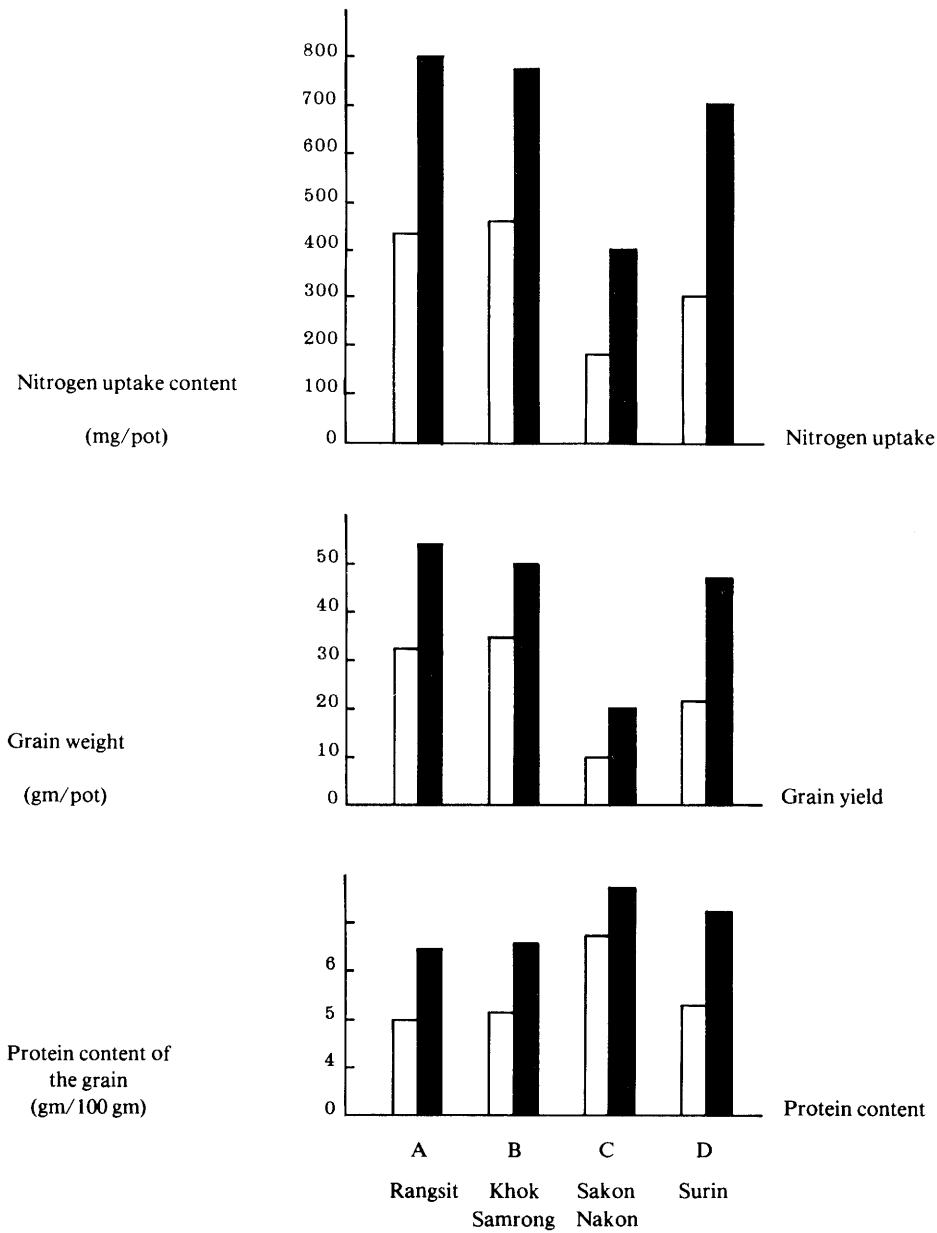 800
700
600
500
400
300
200
100
0
Nitrogen uptake content
(mg/pot)
Nitrogen uptake
50
40
30
20
10
0
Grain weight
(gm/pot)
Grain yield
6
5
4
0
Protein content of
the grain
(gm/100 gm)
Protein content
A B C D
Rangsit Khok Sakon Surin
Samrong Nakon